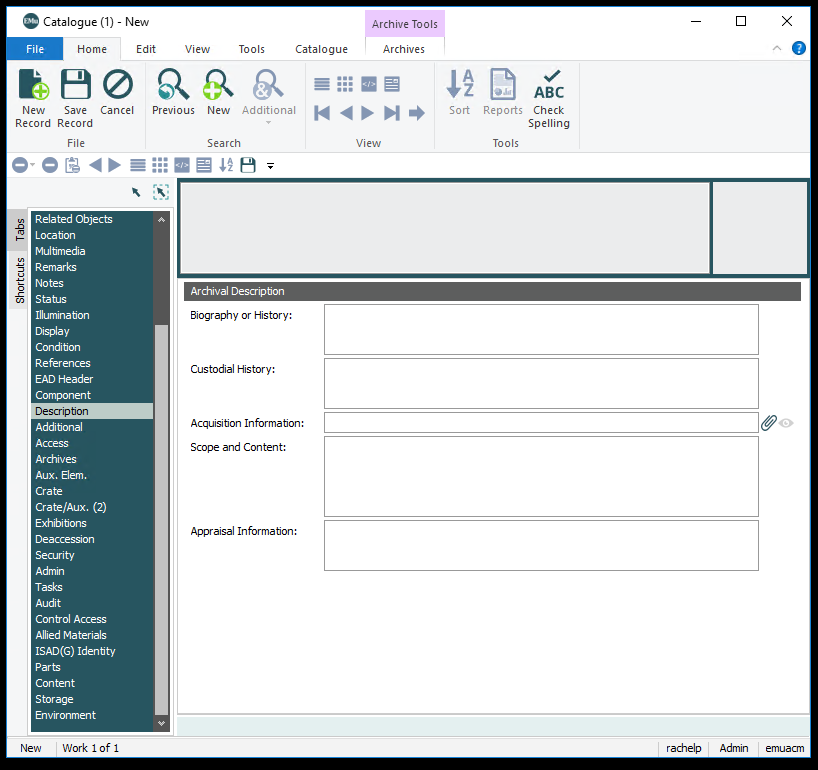 EMu Catalogue (1) - New
Archive Tools
File Home Edit View Tools Catalogue Archives ?
New Record
Save Record
Cancel
Previous
New
Additional
</>
Sort
A Z
Reports
ABC
Check Spelling
File Search View Tools
</>
A Z
Tabs
Shortcuts
Related Objects
Location
Multimedia
Remarks
Notes
Status
Illumination
Display
Condition
References
EAD Header
Component
Description
Additional
Access
Archives
Aux. Elem.
Crate
Crate/Aux. (2)
Exhibitions
Deaccession
Security
Admin
Tasks
Audit
Control Access
Allied Materials
ISAD(G) Identity
Parts
Content
Storage
Environment
Archival Description
Biography or History:
Custodial History:
Acquisition Information:
Scope and Content:
Appraisal Information:
New Work 1 of 1 rachelp Admin emuacm